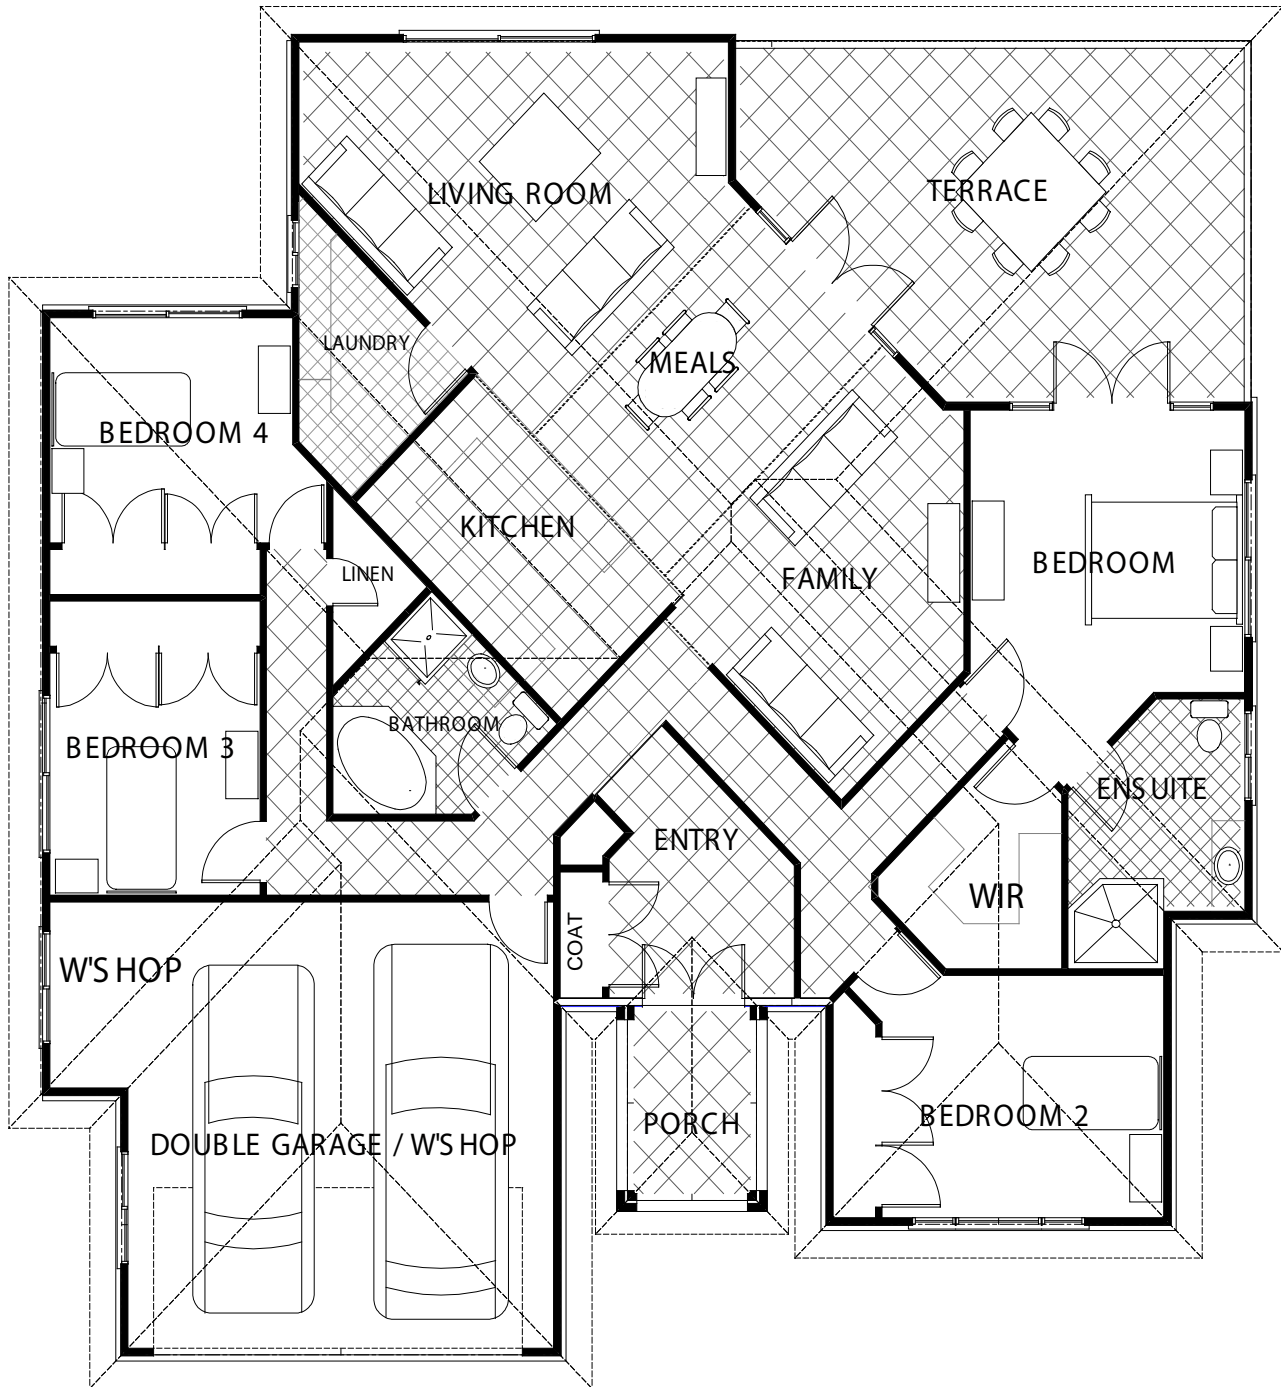 LIVING ROOM
TERRACE
LAUNDRY
MEALS
BEDROOM 4
KITCHEN
LINEN
FAMILY
BEDROOM
BATHROOM
BEDROOM 3
ENSUITE
ENTRY
WIR
COAT
W'SHOP
PORCH
BEDROOM 2
DOUBLE GARAGE / W'SHOP